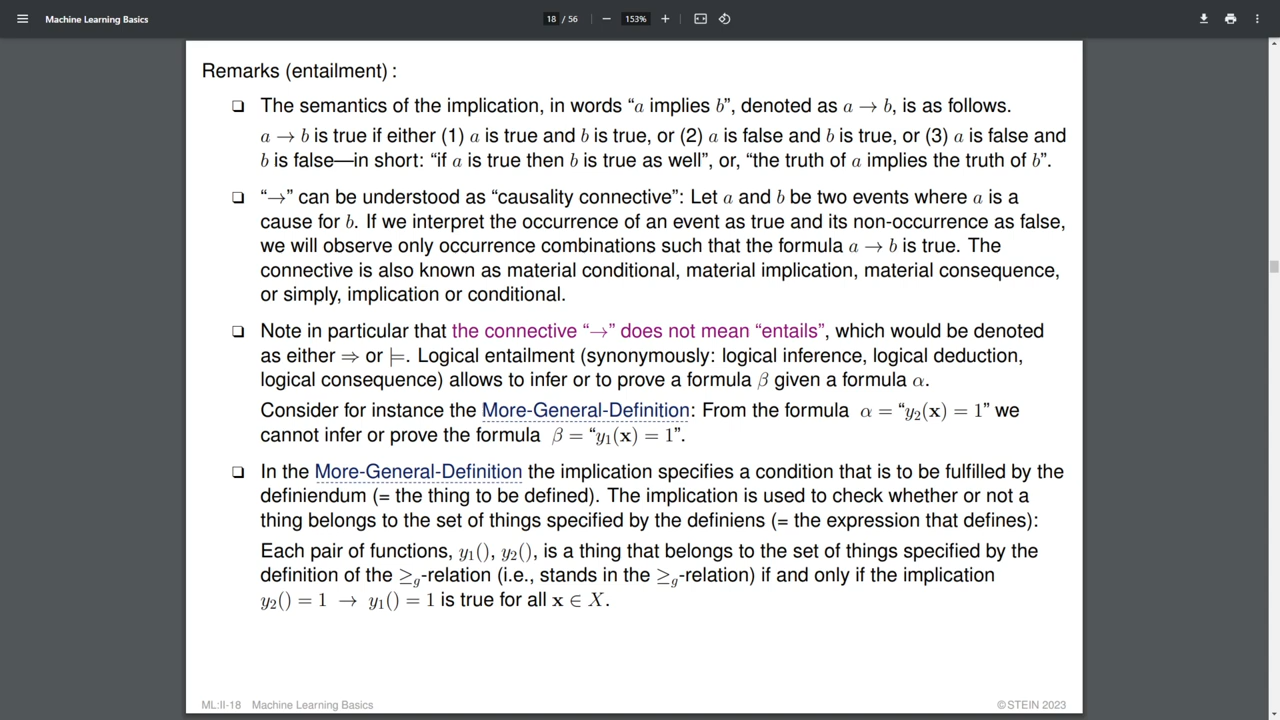 Machine Learning Basics
18 / 56
153%
Remarks (entailment) :
❑ The semantics of the implication, in words “a implies b”, denoted as a → b, is as follows.
a → b is true if either (1) a is true and b is true, or (2) a is false and b is true, or (3) a is false and
b is false—in short: “if a is true then b is true as well”, or, “the truth of a implies the truth of b”.
❑ “→” can be understood as “causality connective”: Let a and b be two events where a is a
cause for b. If we interpret the occurrence of an event as true and its non-occurrence as false,
we will observe only occurrence combinations such that the formula a → b is true. The
connective is also known as material conditional, material implication, material consequence,
or simply, implication or conditional.
❑ Note in particular that the connective “→” does not mean “entails”, which would be denoted
as either ⇒ or ⊨. Logical entailment (synonymously: logical inference, logical deduction,
logical consequence) allows to infer or to prove a formula β given a formula α.
Consider for instance the More-General-Definition: From the formula α = “y₂(x) = 1” we
cannot infer or prove the formula β = “y₁(x) = 1”.
❑ In the More-General-Definition the implication specifies a condition that is to be fulfilled by the
definiendum (= the thing to be defined). The implication is used to check whether or not a
thing belongs to the set of things specified by the definiens (= the expression that defines):
Each pair of functions, y₁(), y₂(), is a thing that belongs to the set of things specified by the
definition of the ≥g-relation (i.e., stands in the ≥g-relation) if and only if the implication
y₂() = 1 → y₁() = 1 is true for all x ∈ X.
ML:II-18 Machine Learning Basics
©STEIN 2023